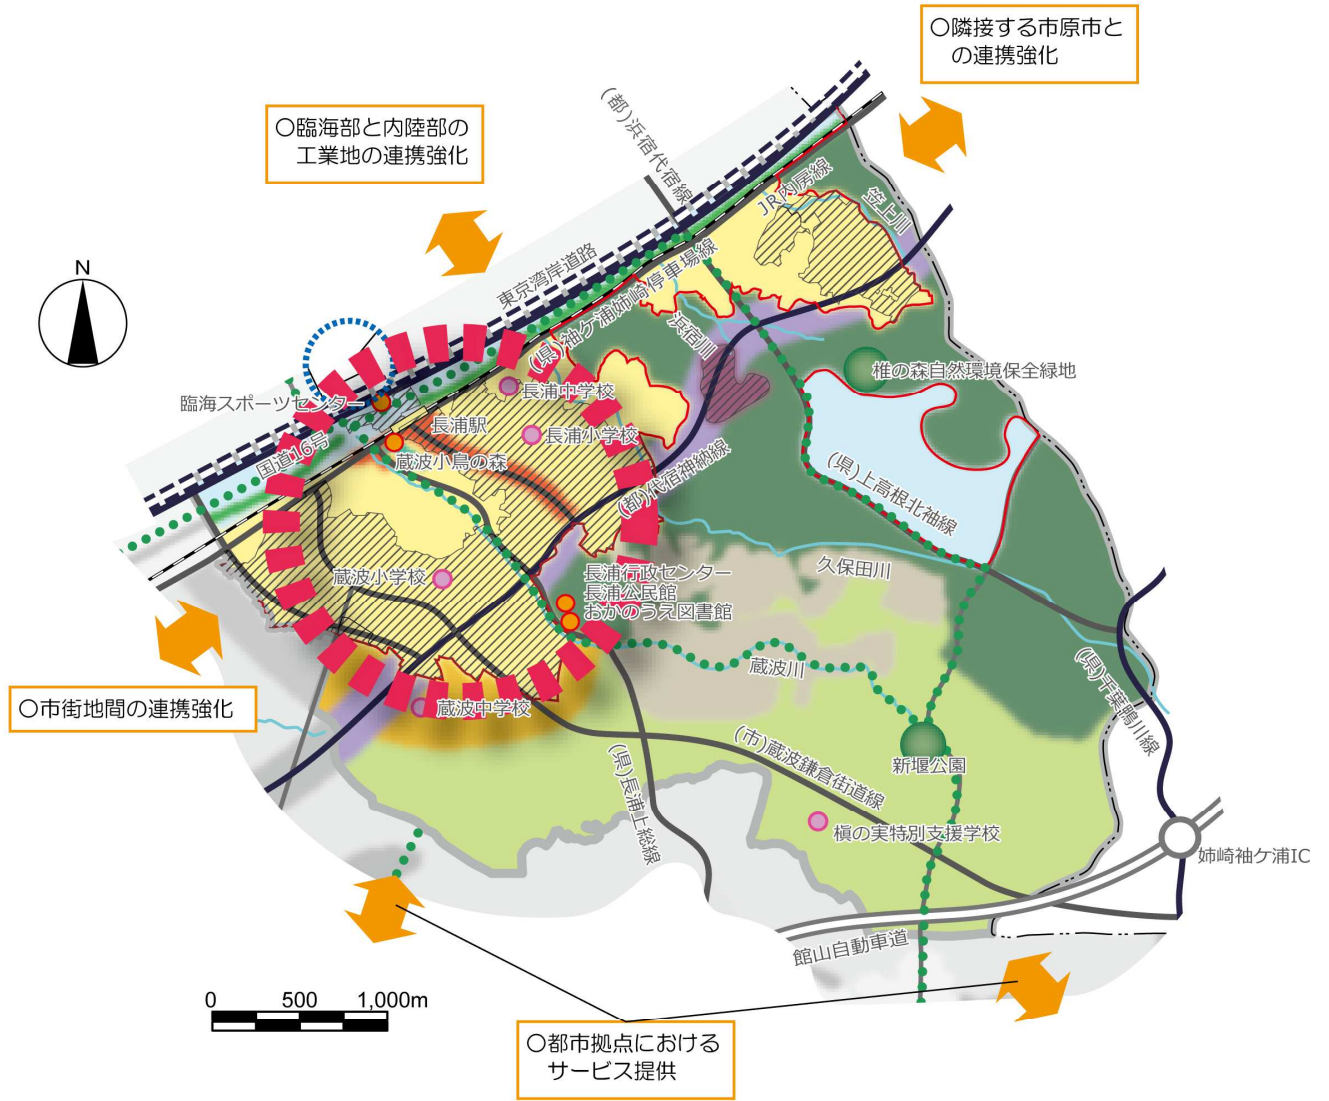 〇隣接する市原市と
の連携強化
〇臨海部と内陸部の
工業地の連携強化
(都)浜宿代宿線
JR内房線
笠上川
N
東京湾岸道路
(県)袖ケ浦姉崎停車場線
浜宿川
椎の森自然環境保全緑地
臨海スポーツセンター
長浦中学校
長浦駅
長浦小学校
国道16号
蔵波小鳥の森
(都)代宿神納線
(県)上高根北袖線
久保田川
蔵波小学校
長浦行政センター
長浦公民館
おかのうえ図書館
蔵波川
〇市街地間の連携強化
蔵波中学校
(県)千葉鴨川線
(市)蔵波鎌倉街道線
新堰公園
(県)長浦上総線
槇の実特別支援学校
姉崎袖ケ浦IC
館山自動車道
0 500 1,000m
〇都市拠点における
サービス提供